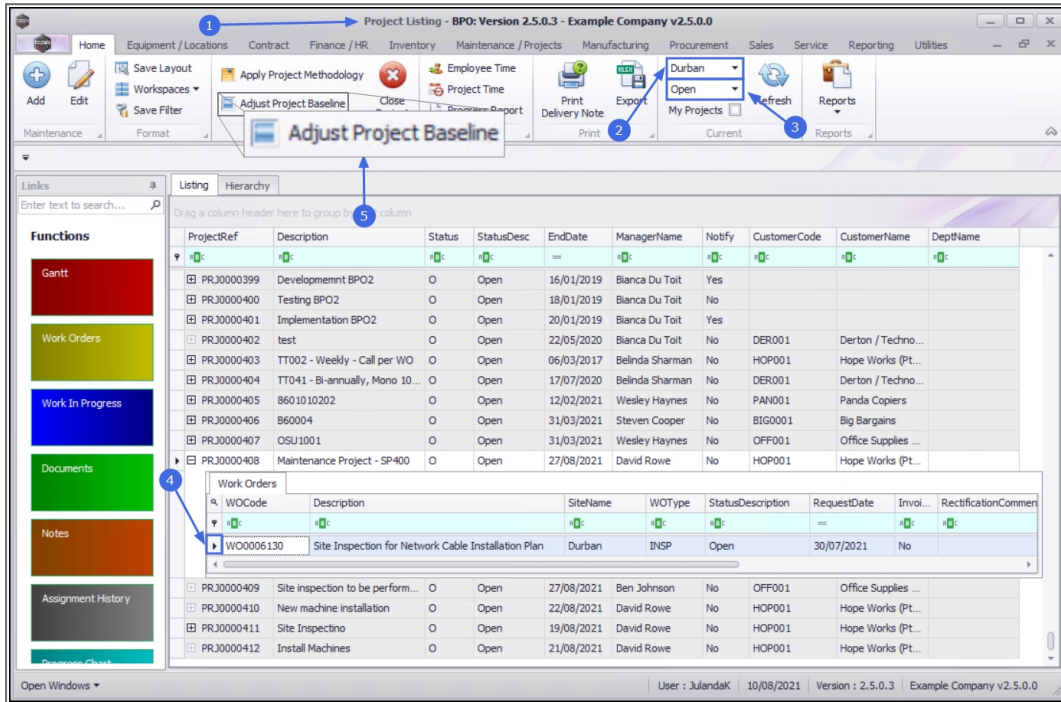 1 Project Listing - BPO: Version 2.5.0.3 - Example Company v2.5.0.0
Home Equipment / Locations Contract Finance / HR Inventory Maintenance / Projects Manufacturing Procurement Sales Service Reporting Utilities
Add Edit
Save Layout
Workspaces
Save Filter
Apply Project Methodology
Adjust Project Baseline
Close
Employee Time
Project Time
Progress Report
Print Delivery Note
Export
Durban
Open
My Projects
Refresh
Reports
2 3
Maintenance Format Print Current Reports
Adjust Project Baseline
5
Links
Enter text to search...
Functions
Gantt
Work Orders
Work In Progress
Documents
Notes
Assignment History
Progress Chart
Listing Hierarchy
Drag a column header here to group by column
ProjectRef Description Status StatusDesc EndDate ManagerName Notify CustomerCode CustomerName DeptName
PRJ0000399 Developmemnt BPO2 O Open 16/01/2019 Bianca Du Toit Yes
PRJ0000400 Testing BPO2 O Open 18/01/2019 Bianca Du Toit No
PRJ0000401 Implementation BPO2 O Open 20/01/2019 Bianca Du Toit Yes
PRJ0000402 test O Open 22/05/2020 Bianca Du Toit No DER001 Derton / Techno...
PRJ0000403 TT002 - Weekly - Call per WO O Open 06/03/2017 Belinda Sharman No HOP001 Hope Works (Pt...
PRJ0000404 TT041 - Bi-annually, Mono 10... O Open 17/07/2020 Belinda Sharman No DER001 Derton / Techno...
PRJ0000405 8601010202 O Open 12/02/2021 Wesley Haynes No PAN001 Panda Copiers
PRJ0000406 B60004 O Open 31/03/2021 Steven Cooper No BIG0001 Big Bargains
PRJ0000407 OSU1001 O Open 31/03/2021 Wesley Haynes No OFF001 Office Supplies ...
PRJ0000408 Maintenance Project - SP400 O Open 27/08/2021 David Rowe No HOP001 Hope Works (Pt...
4 Work Orders
WOCode Description SiteName WOType StatusDescription RequestDate Invoi... RectificationCommen
WO0006130 Site Inspection for Network Cable Installation Plan Durban INSP Open 30/07/2021 No
PRJ0000409 Site inspection to be perform... O Open 27/08/2021 Ben Johnson No OFF001 Office Supplies ...
PRJ0000410 New machine installation O Open 22/08/2021 David Rowe No HOP001 Hope Works (Pt...
PRJ0000411 Site Inspectino O Open 19/08/2021 David Rowe No HOP001 Hope Works (Pt...
PRJ0000412 Install Machines O Open 21/08/2021 David Rowe No HOP001 Hope Works (Pt...
Open Windows User : JulandaK 10/08/2021 Version : 2.5.0.3 Example Company v2.5.0.0